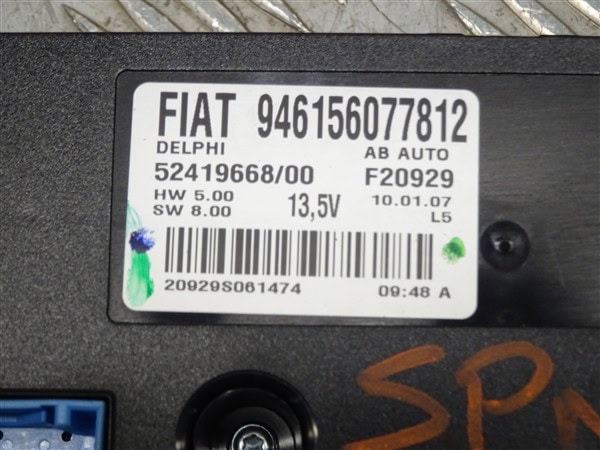 FIAT 946156077812
DELPHI AB AUTO
52419668/00 F20929
HW 5.00 13,5V 10.01.07
SW 8.00 L5
20929S061474 09:48 A